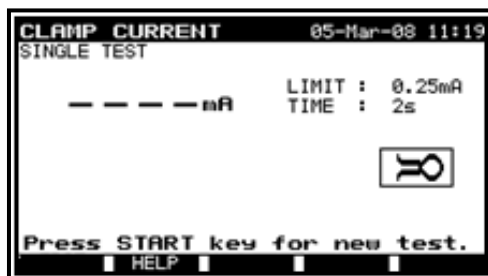 CLAMP CURRENT 05-Mar-08 11:19
SINGLE TEST
----mA
LIMIT : 0.25mA
TIME : 2s
Press START key for new test.
HELP